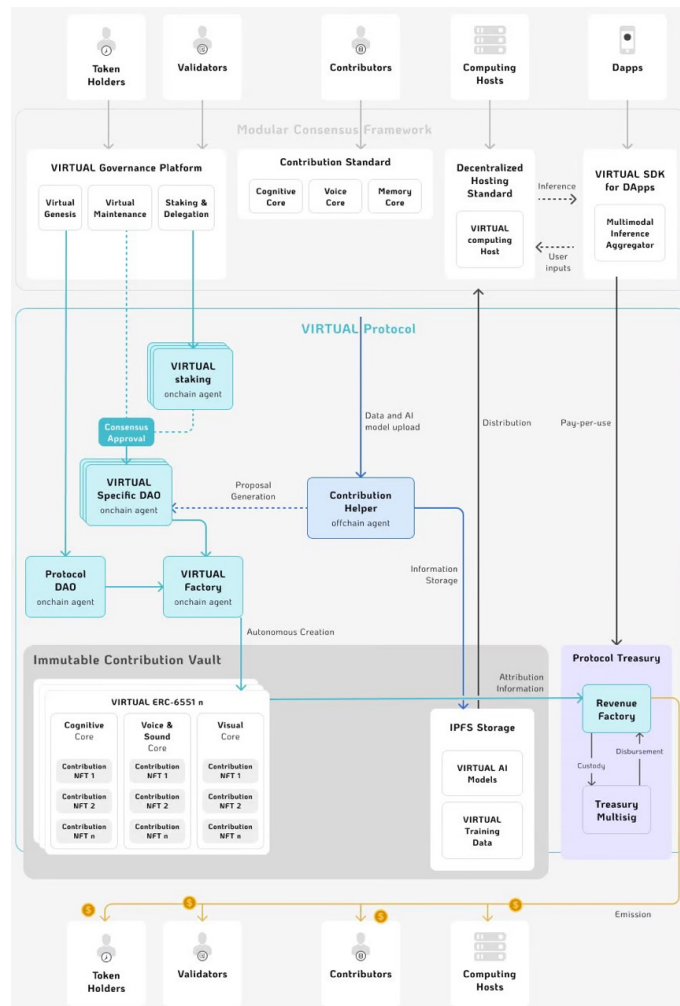 Token
Holders
Validators
Contributors
Computing
Hosts
Dapps
Modular Consensus Framework
VIRTUAL Governance Platform
Virtual
Genesis
Virtual
Maintenance
Staking &
Delegation
Contribution Standard
Cognitive
Core
Voice
Core
Memory
Core
Decentralized
Hosting
Standard
VIRTUAL
computing
Host
Inference
User
inputs
VIRTUAL SDK
for DApps
Multimodal
Inference
Aggregator
VIRTUAL Protocol
VIRTUAL
staking
onchain agent
Consensus
Approval
Data and AI
model upload
Distribution
Pay-per-use
VIRTUAL
Specific DAO
onchain agent
Proposal
Generation
Contribution
Helper
offchain agent
Protocol
DAO
onchain agent
VIRTUAL
Factory
onchain agent
Information
Storage
Autonomous Creation
Immutable Contribution Vault
VIRTUAL ERC-6551 n
Cognitive
Core
Contribution
NFT 1
Contribution
NFT 2
Contribution
NFT n
Voice &
Sound
Core
Contribution
NFT 1
Contribution
NFT 2
Contribution
NFT n
Visual
Core
Contribution
NFT 1
Contribution
NFT 2
Contribution
NFT n
Attribution
Information
IPFS Storage
VIRTUAL AI
Models
VIRTUAL
Training
Data
Protocol Treasury
Revenue
Factory
Custody
Disbursement
Treasury
Multisig
Emission
Token
Holders
Validators
Contributors
Computing
Hosts